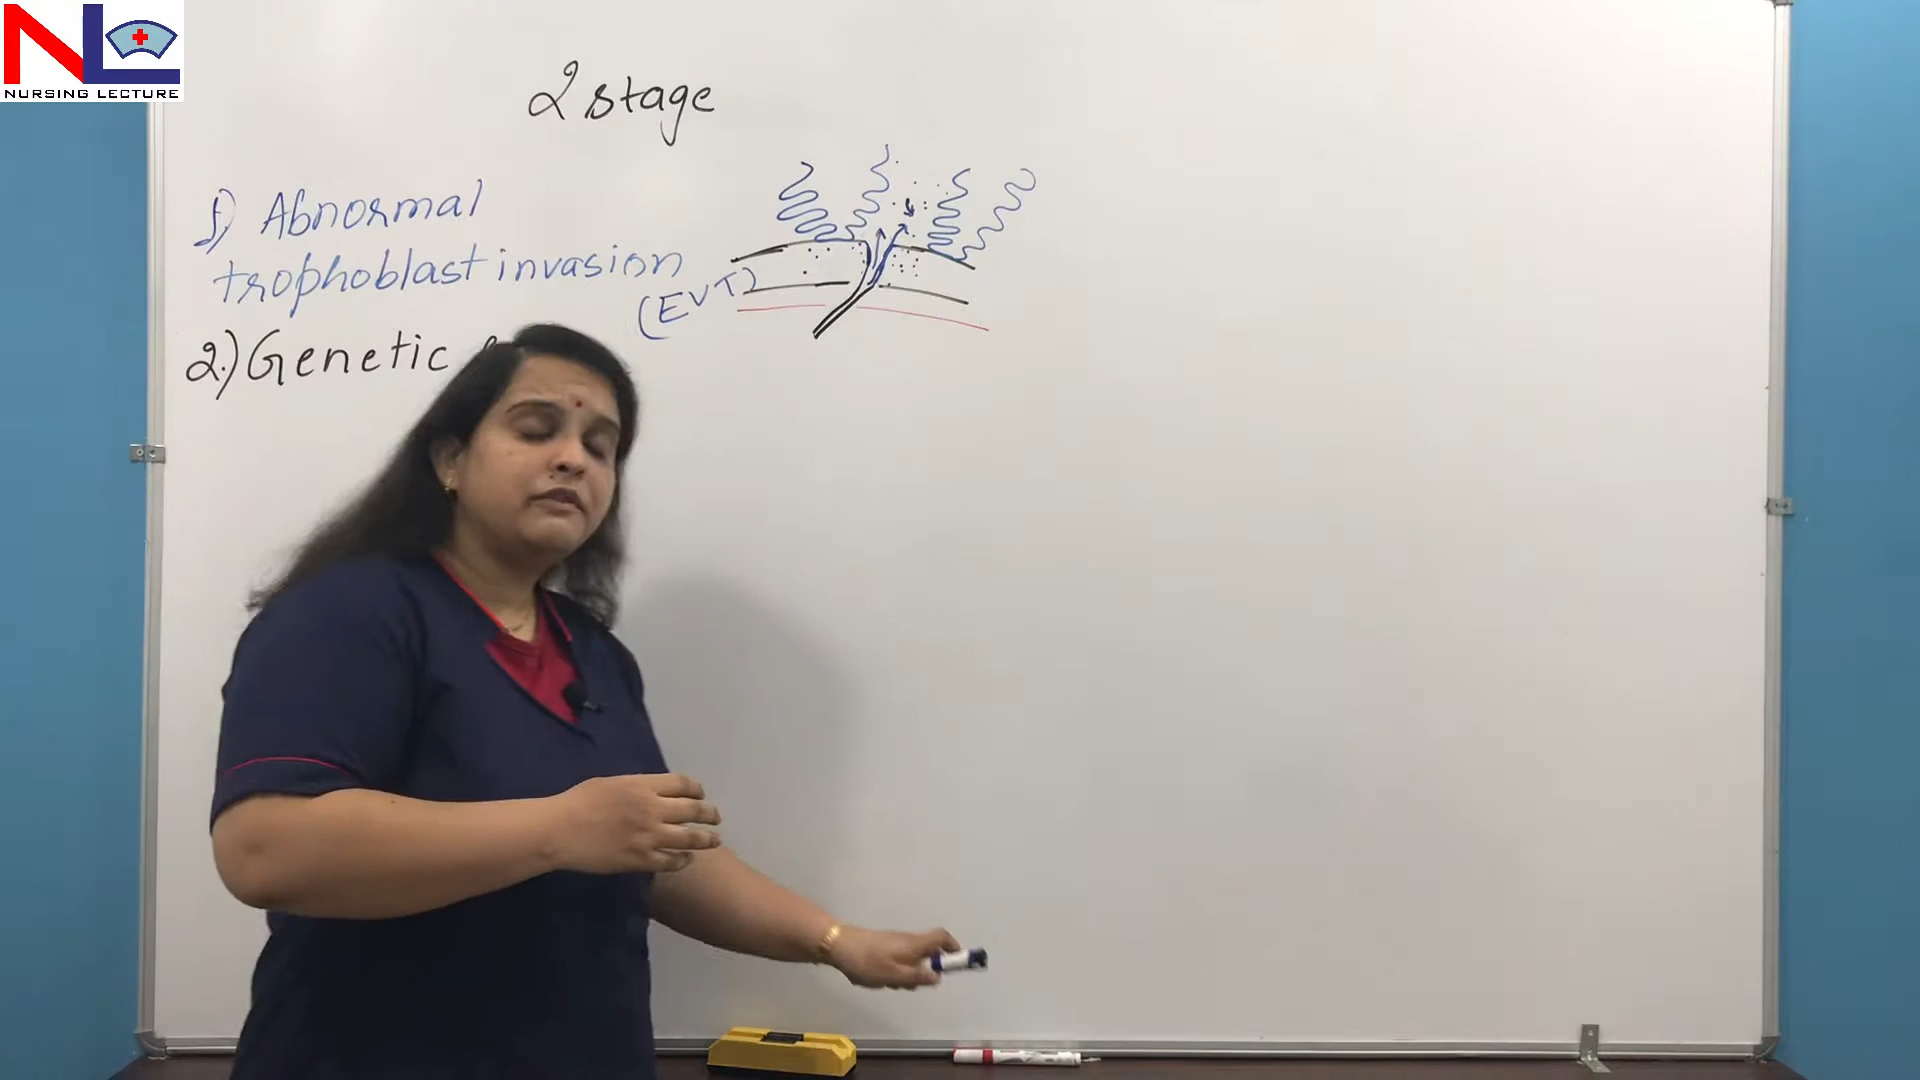 NL
NURSING LECTURE
2 stage
1) Abnormal
trophoblast invasion
(EVT)
2.) Genetic